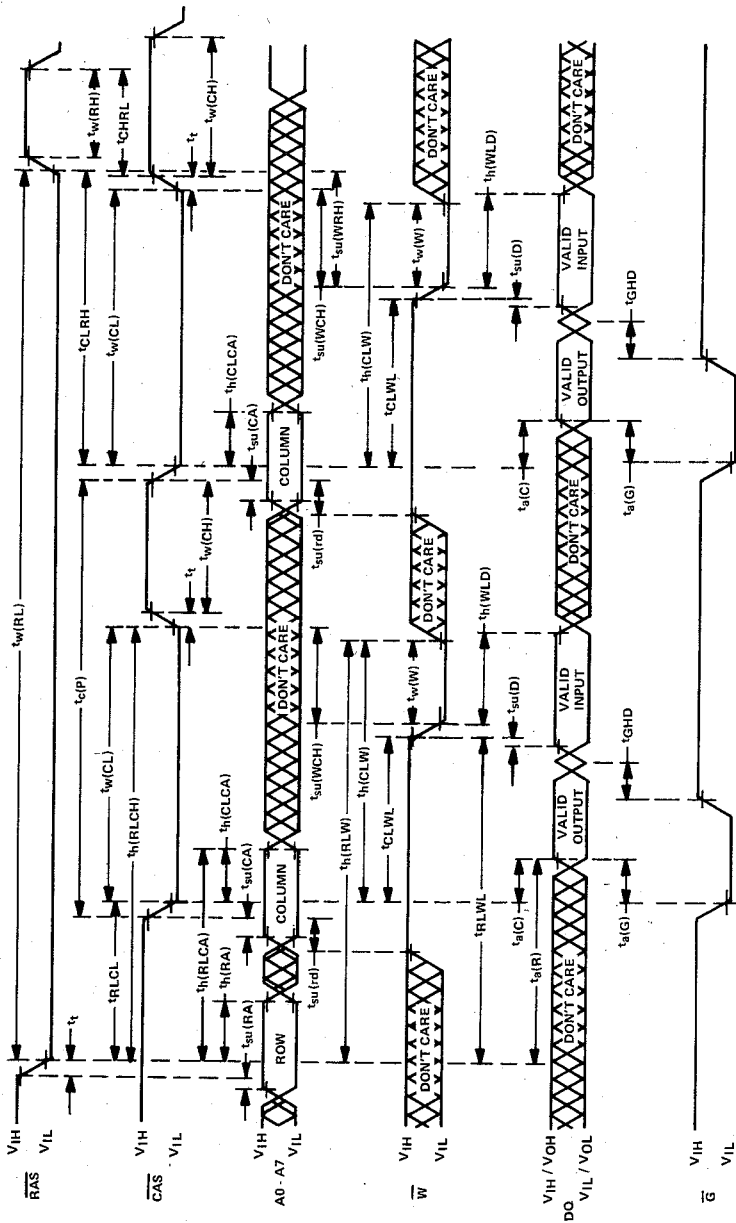 RAS
VIH
VIL
tw(RL)
tt
tCLRH
tw(RH)
tCHRL
CAS
VIH
VIL
tRLCL
tc(P)
tw(CL)
th(RLCH)
tt
tw(CH)
tw(CL)
tt
tw(CH)
A0 - A7
VIH
VIL
tsu(RA)
th(RA)
th(RLCA)
tsu(CA)
th(CLCA)
tsu(CA)
th(CLCA)
ROW
COLUMN
DON'T CARE
COLUMN
DON'T CARE
tsu(rd)
tsu(WCH)
tsu(rd)
tsu(WCH)
tsu(WRH)
th(RLW)
th(CLW)
tw(W)
th(CLW)
tw(W)
W
VIH
VIL
DON'T CARE
DON'T CARE
DON'T CARE
tRLWL
tCLWL
tsu(D)
th(WLD)
tCLWL
tsu(D)
th(WLD)
ta(R)
ta(C)
ta(C)
DQ
VIH / VOH
VIL / VOL
DON'T CARE
VALID OUTPUT
VALID INPUT
DON'T CARE
VALID OUTPUT
VALID INPUT
DON'T CARE
ta(G)
tGHD
ta(G)
tGHD
G
VIH
VIL